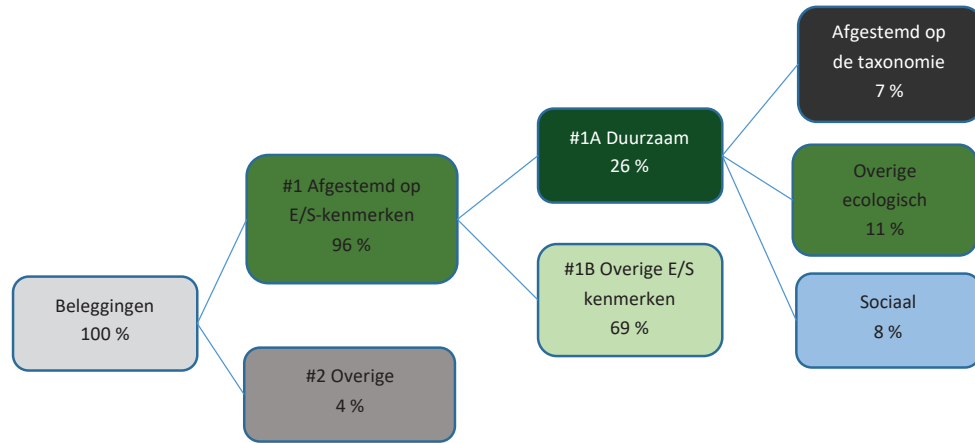 Beleggingen
100 %
#1 Afgestemd op
E/S-kenmerken
96 %
#2 Overige
4 %
#1A Duurzaam
26 %
#1B Overige E/S
kenmerken
69 %
Afgestemd op
de taxonomie
7 %
Overige
ecologisch
11 %
Sociaal
8 %